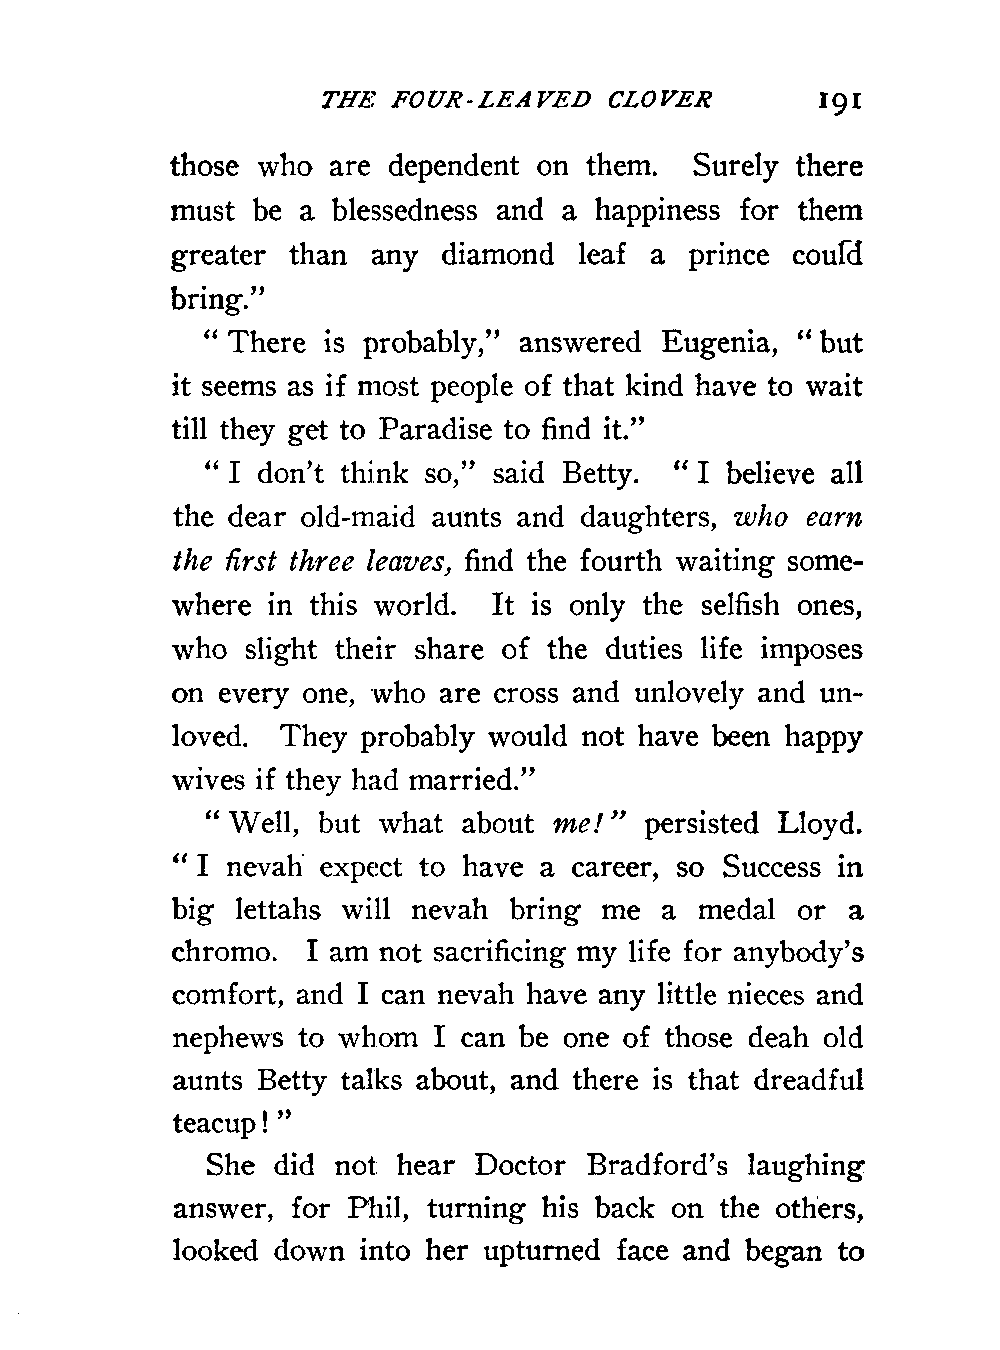 THE FOUR-LEAVED CLOVER 191
those who are dependent on them. Surely there
must be a blessedness and a happiness for them
greater than any diamond leaf a prince could
bring."
"There is probably," answered Eugenia, "but
it seems as if most people of that kind have to wait
till they get to Paradise to find it."
"I don't think so," said Betty. "I believe all
the dear old-maid aunts and daughters, who earn
the first three leaves, find the fourth waiting some-
where in this world. It is only the selfish ones,
who slight their share of the duties life imposes
on every one, who are cross and unlovely and un-
loved. They probably would not have been happy
wives if they had married."
"Well, but what about me!" persisted Lloyd.
"I nevah expect to have a career, so Success in
big lettahs will nevah bring me a medal or a
chromo. I am not sacrificing my life for anybody's
comfort, and I can nevah have any little nieces and
nephews to whom I can be one of those deah old
aunts Betty talks about, and there is that dreadful
teacup!"
She did not hear Doctor Bradford's laughing
answer, for Phil, turning his back on the others,
looked down into her upturned face and began to